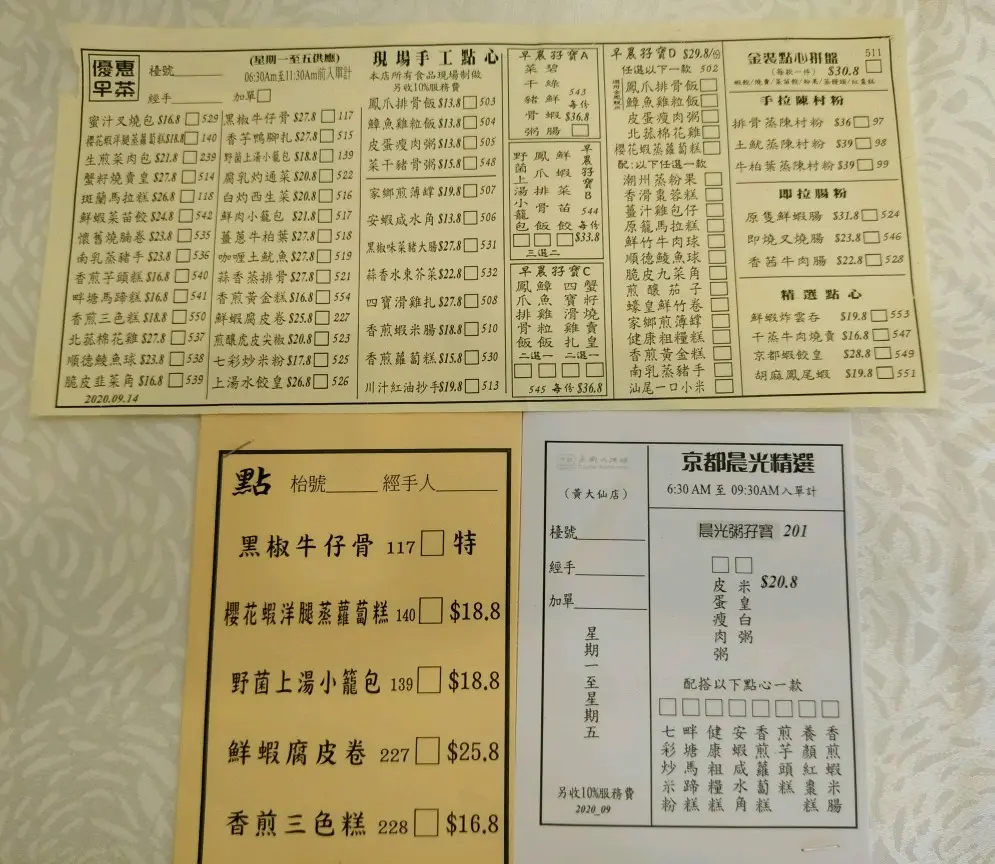 優惠
早茶
(星期一至五供應)
06:30Am至11:30Am前入單計
檯號
經手
加單
蜜汁叉燒包 $16.8 529
櫻花蝦洋腿蒸蘿蔔糕 $18.8 140
生煎菜肉包 $21.8 239
蟹籽燒賣皇 $27.8 514
斑蘭馬拉糕 $26.8 118
鮮蝦菜苗餃 $24.8 542
懷舊燒腩卷 $23.8 535
南乳蒸豬手 $23.8 536
香煎芋頭糕 $16.8 540
畔塘馬蹄糕 $16.8 541
香煎三色糕 $18.8 550
北菰棉花雞 $27.8 537
順德鯪魚球 $23.8 538
脆皮韭菜角 $16.8 539
2020.09.14
黑椒牛仔骨 $27.8 117
香芋鴨腳扎 $27.8 515
野菌上湯小籠包 $18.8 139
腐乳灼通菜 $20.8 522
白灼西生菜 $20.8 516
鮮肉小籠包 $21.8 517
薑蔥牛柏葉 $27.8 518
咖喱土魷魚 $27.8 519
蒜香蒸排骨 $27.8 521
香煎黃金糕 $16.8 554
鮮蝦腐皮卷 $25.8 227
煎釀虎皮尖椒 $20.8 523
七彩炒米粉 $17.8 525
上湯水餃皇 $26.8 526
現場手工點心
本店所有食品現場制做
另收10%服務費
鳳爪排骨飯 $13.8 503
鱆魚雞粒飯 $13.8 504
皮蛋瘦肉粥 $13.8 505
菜干豬骨粥 $15.8 548
家鄉煎薄罉 $19.8 507
安蝦咸水角 $13.8 506
黑椒味菜豬大腸 $27.8 531
蒜香水東芥菜 $22.8 532
四寶滑雞扎 $27.8 508
香煎蝦米腸 $18.8 510
香煎蘿蔔糕 $15.8 530
川汁紅油抄手 $19.8 513
早晨孖寶A
菜干豬骨粥
碧綠鮮蝦腸
543
每份
$36.8
早晨孖寶B
野菌上湯小籠包
鳳爪排骨飯
鮮蝦菜苗餃
544
每份
$33.8
三選二
早晨孖寶C
鳳爪排骨飯
鱆魚雞粒飯
四寶滑雞扎
蟹籽燒賣皇
二選一 二選一
545 每份 $36.8
早晨孖寶D $29.8/份
任選以下一款 502
鳳爪排骨飯
鱆魚雞粒飯
皮蛋瘦肉粥
北菰棉花雞
櫻花蝦蒸蘿蔔糕
配:以下任選一款
潮州蒸粉果
香滑棗蓉糕
薑汁雞包仔
原籠馬拉糕
鮮竹牛肉球
順德鯪魚球
脆皮九菜角
煎釀茄子
蠔皇鮮竹卷
家鄉煎薄罉
健康粗糧糕
香煎黃金糕
南乳蒸豬手
汕尾一口小米
金裝點心拼盤 511
(每款一件) $30.8
手拉陳村粉
排骨蒸陳村粉 $36 97
土魷蒸陳村粉 $39 98
牛柏葉蒸陳村粉 $39 99
即拉腸粉
原隻鮮蝦腸 $31.8 524
即燒叉燒腸 $23.8 546
香茜牛肉腸 $22.8 528
精選點心
鮮蝦炸雲吞 $19.8 553
干蒸牛肉燒賣 $16.8 547
京都蝦餃皇 $28.8 549
胡麻鳳尾蝦 $19.8 551
點 枱號 經手人
黑椒牛仔骨 117 特
櫻花蝦洋腿蒸蘿蔔糕 140 $18.8
野菌上湯小籠包 139 $18.8
鮮蝦腐皮卷 227 $25.8
香煎三色糕 228 $16.8
(黃大仙店)
檯號
經手
加單
星期一至星期五
另收10%服務費
2020_09
京都晨光精選
6:30 AM 至 09:30AM入單計
晨光粥孖寶 201
皮蛋瘦肉粥
米皇白粥
$20.8
配搭以下點心一款
七彩炒米粉
畔塘馬蹄糕
健康粗糧糕
安蝦咸水角
香煎蘿蔔糕
煎芋頭糕
養顏紅棗糕
香煎蝦米腸